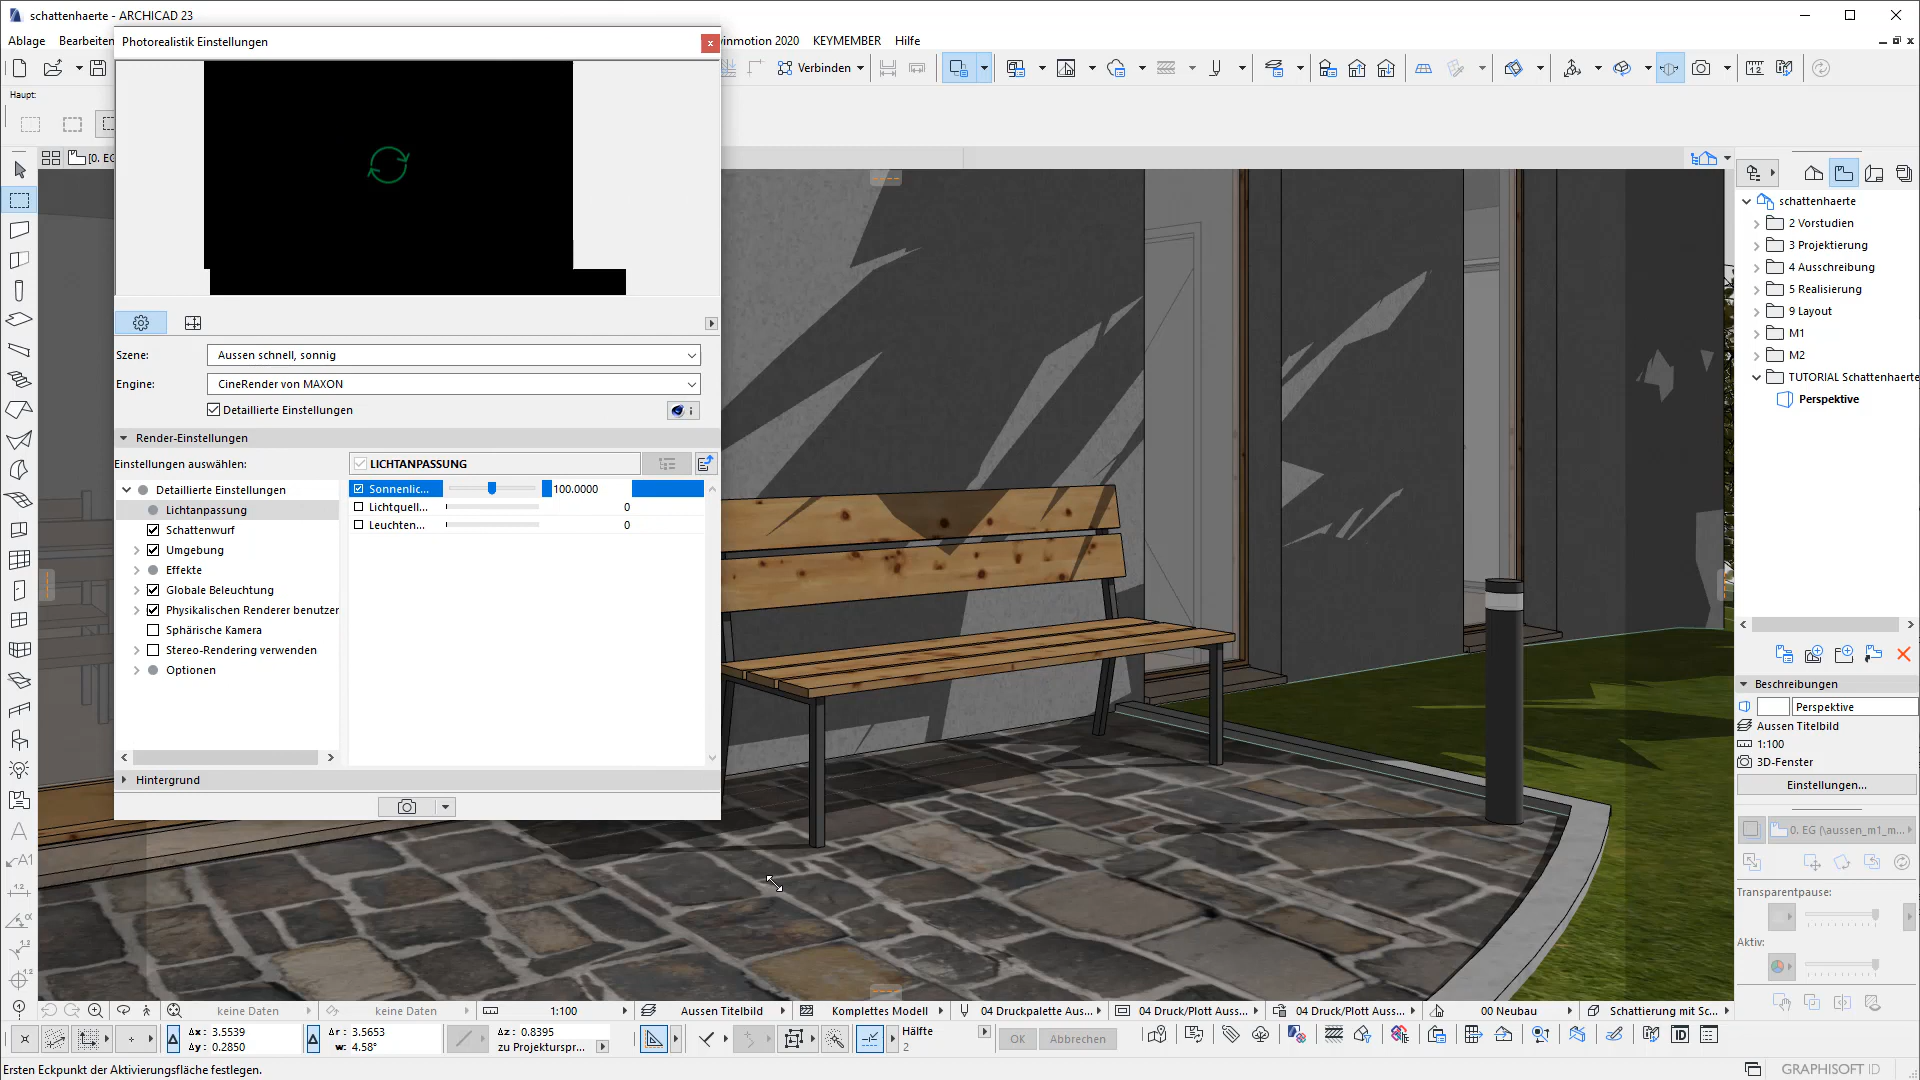 schattenhaerte - ARCHICAD 23
Ablage
Bearbeiten
inmotion 2020
KEYMEMBER
Hilfe
Photorealistik Einstellungen
Verbinden
Haupt:
[0. EG
Szene:
Aussen schnell, sonnig
Engine:
CineRender von MAXON
Detaillierte Einstellungen
i
Render-Einstellungen
Einstellungen auswählen:
LICHTANPASSUNG
Detaillierte Einstellungen
Lichtanpassung
Schattenwurf
Umgebung
Effekte
Globale Beleuchtung
Physikalischen Renderer benutzer
Sphärische Kamera
Stereo-Rendering verwenden
Optionen
Sonnenlic...
100.0000
Lichtquell...
0
Leuchten...
0
Hintergrund
schattenhaerte
2 Vorstudien
3 Projektierung
4 Ausschreibung
5 Realisierung
9 Layout
M1
M2
TUTORIAL Schattenhaerte
Perspektive
Beschreibungen
Perspektive
Aussen Titelbild
1:100
3D-Fenster
Einstellungen...
0. EG (\aussen_m1_m...
Transparentpause:
Aktiv:
keine Daten
keine Daten
1:100
Aussen Titelbild
Komplettes Modell
04 Druckpalette Aus...
04 Druck/Plott Auss...
04 Druck/Plott Auss...
00 Neubau
Schattierung mit Sc...
Δx: 3.5539
Δy: 0.2850
Δr: 3.5653
w: 4.58°
Δz: 0.8395
zu Projekturspr...
Hälfte
2
OK
Abbrechen
Ersten Eckpunkt der Aktivierungsfläche festlegen.
GRAPHISOFT ID